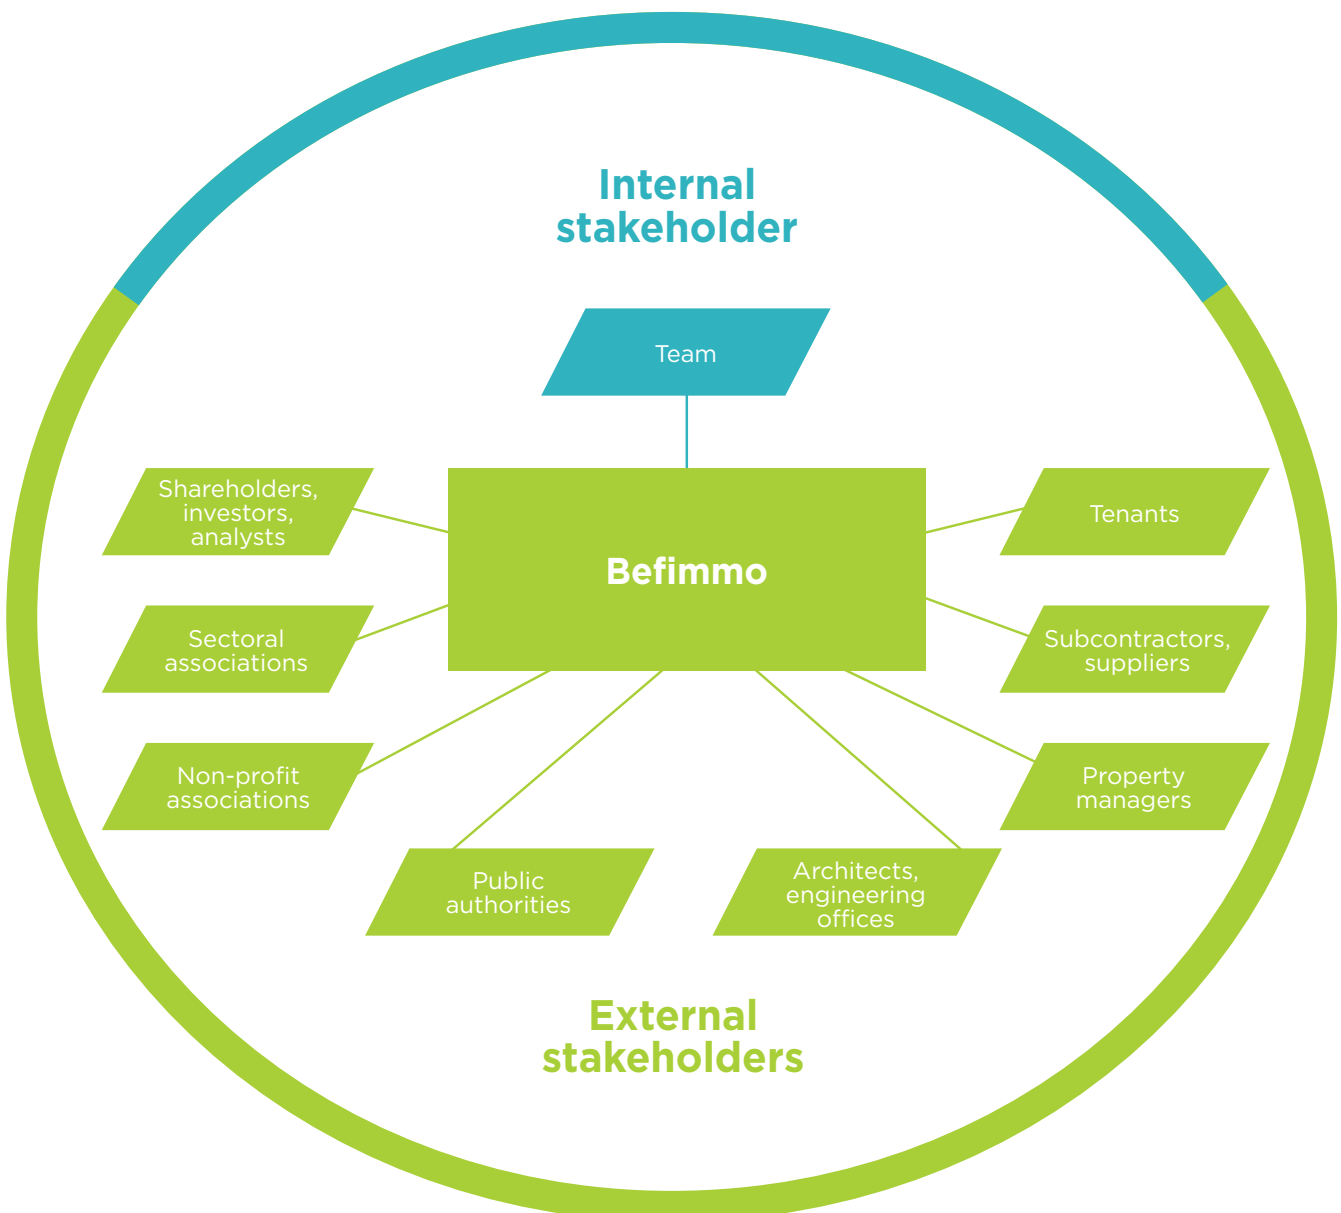 Internal
stakeholder
Team
Shareholders,
investors,
analysts
Tenants
Befimmo
Sectoral
associations
Subcontractors,
suppliers
Non-profit
associations
Property
managers
Public
authorities
Architects,
engineering
offices
External
stakeholders